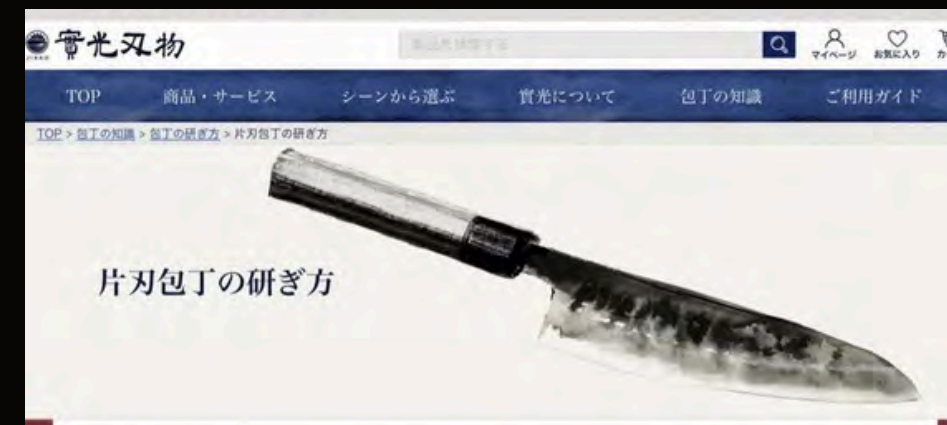 實光刃物
マイページ
お気に入り
TOP 商品・サービス シーンから選ぶ 實光について 包丁の知識 ご利用ガイド
TOP > 包丁の知識 > 包丁の研ぎ方 > 片刃包丁の研ぎ方
片刃包丁の研ぎ方